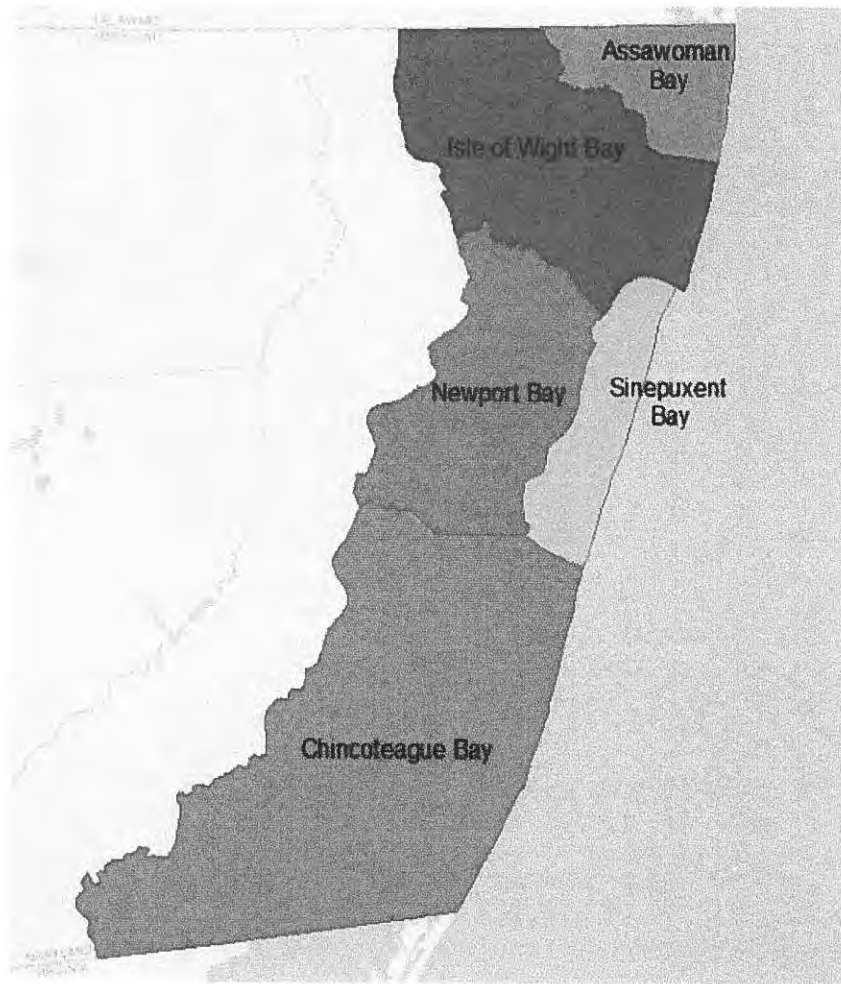 Assawoman
Bay
Isle of Wight Bay
Newport Bay
Sinepuxent
Bay
Chincoteague Bay